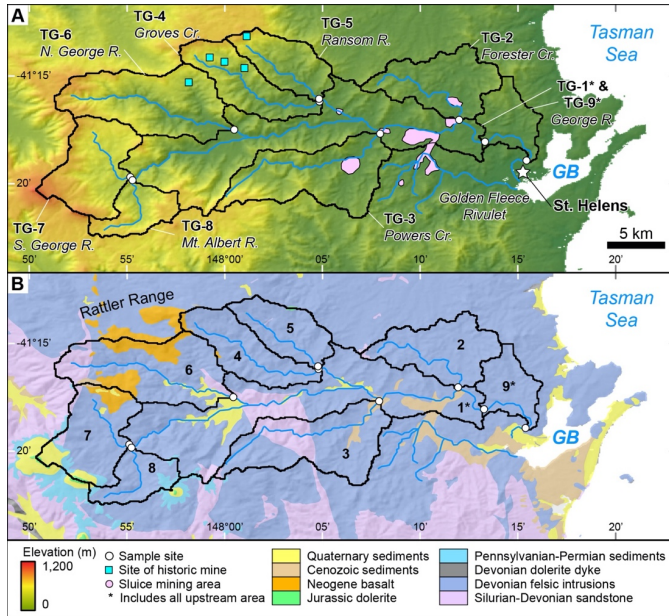 A
TG-6
N. George R.
TG-4
Groves Cr.
TG-5
Ransom R.
TG-2
Forester Cr.
Tasman
Sea
TG-1* &
TG-9*
George R.
-41°15'
20'
GB
Golden Fleece
Rivulet
St. Helens
TG-7
S. George R.
TG-8
Mt. Albert R.
TG-3
Powers Cr.
5 km
50' 55' 148°00' 05' 10' 15' 20'
B
Rattler Range
Tasman
Sea
-41°15'
5
2
4
6
9*
1*
GB
20'
7
3
8
50' 55' 148°00' 05' 10' 15' 20'
Elevation (m)
1,200
0
Sample site
Site of historic mine
Sluice mining area
* Includes all upstream area
Quaternary sediments
Cenozoic sediments
Neogene basalt
Jurassic dolerite
Pennsylvanian-Permian sediments
Devonian dolerite dyke
Devonian felsic intrusions
Silurian-Devonian sandstone